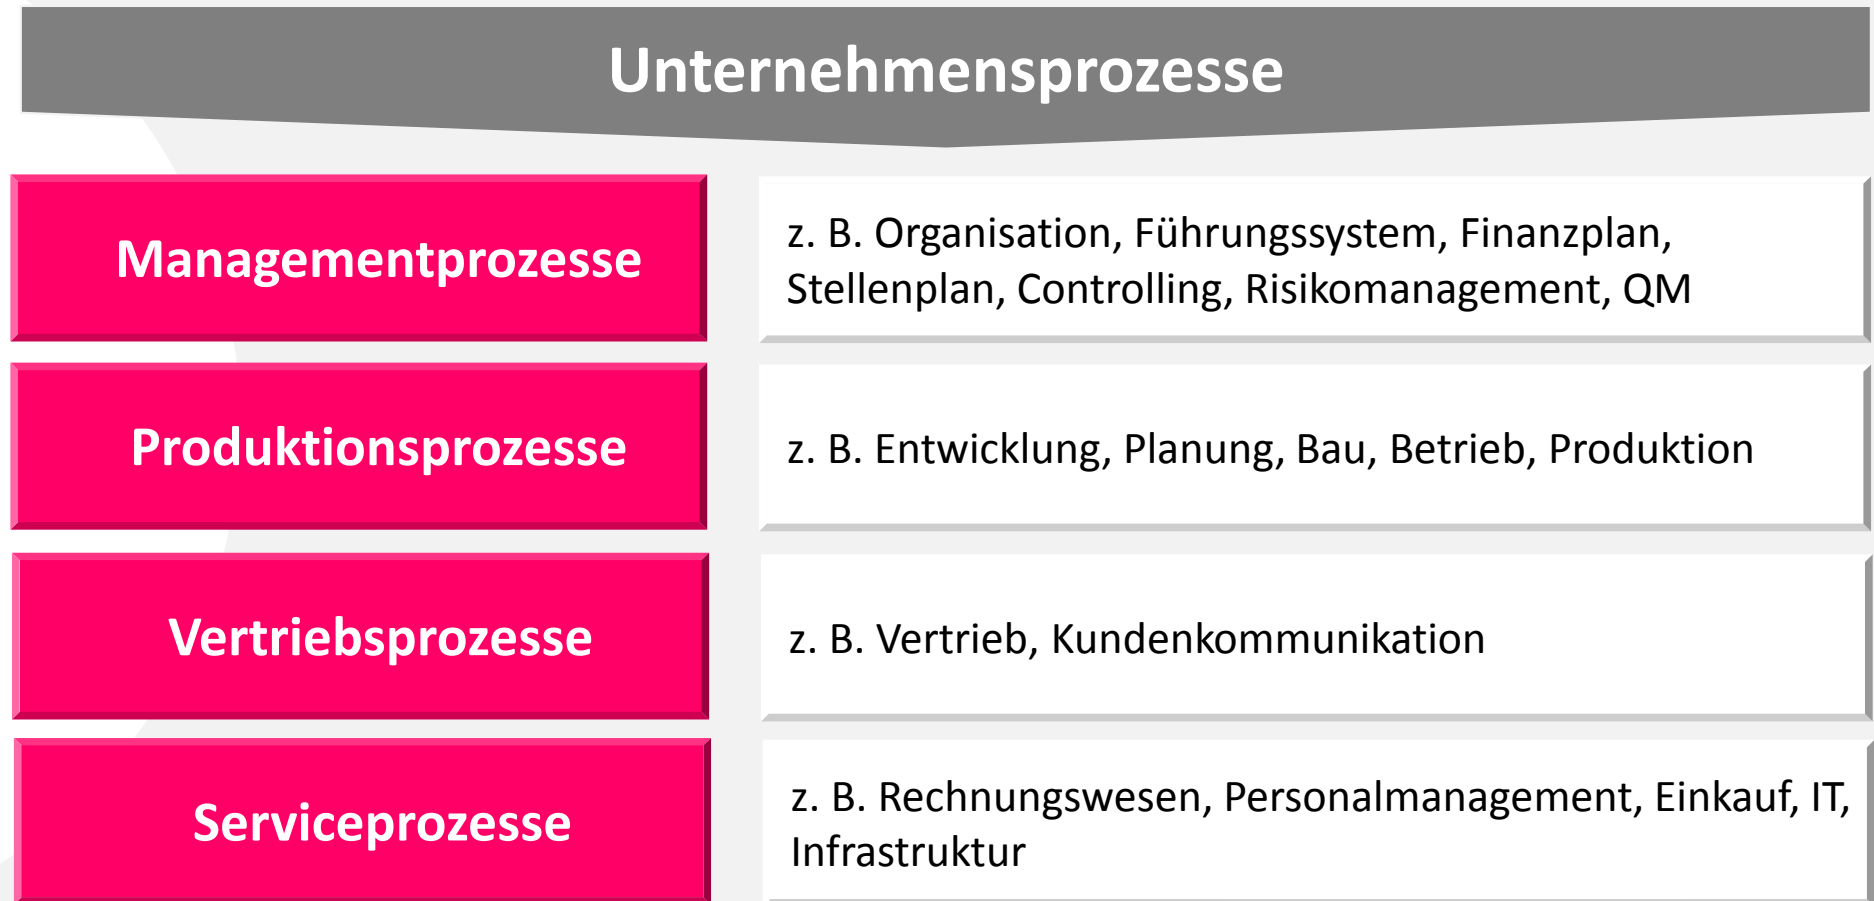 Unternehmensprozesse
Managementprozesse
z. B. Organisation, Führungssystem, Finanzplan,
Stellenplan, Controlling, Risikomanagement, QM
Produktionsprozesse
z. B. Entwicklung, Planung, Bau, Betrieb, Produktion
Vertriebsprozesse
z. B. Vertrieb, Kundenkommunikation
Serviceprozesse
z. B. Rechnungswesen, Personalmanagement, Einkauf, IT,
Infrastruktur